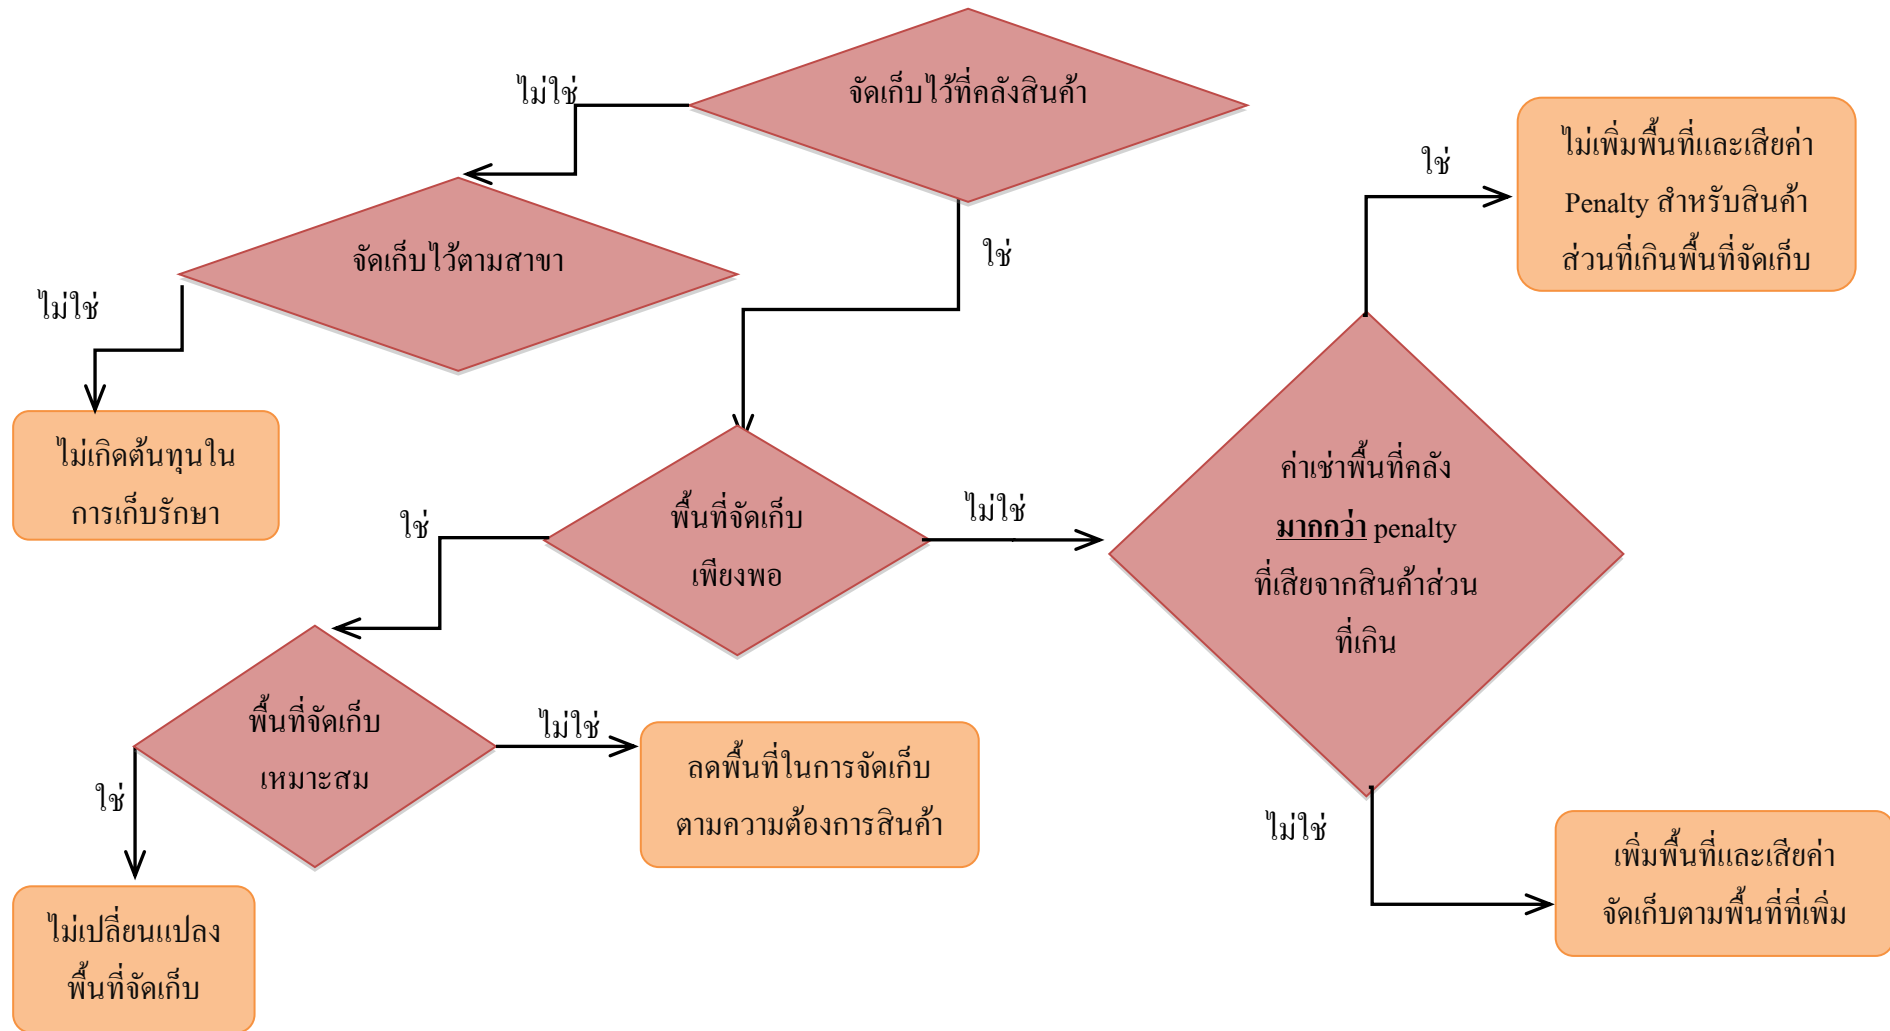 จัดเก็บไว้ที่คลังสินค้า
ไม่ใช่
ใช่
จัดเก็บไว้ตามสาขา
ไม่ใช่
ไม่เกิดต้นทุนใน
การเก็บรักษา
พื้นที่จัดเก็บ
เพียงพอ
ใช่
ไม่ใช่
พื้นที่จัดเก็บ
เหมาะสม
ใช่
ไม่ใช่
ไม่เปลี่ยนแปลง
พื้นที่จัดเก็บ
ลดพื้นที่ในการจัดเก็บ
ตามความต้องการสินค้า
ค่าเช่าพื้นที่คลัง
มากกว่า penalty
ที่เสียจากสินค้าส่วน
ที่เกิน
ใช่
ไม่เพิ่มพื้นที่และเสียค่า
Penalty สำหรับสินค้า
ส่วนที่เกินพื้นที่จัดเก็บ
ไม่ใช่
เพิ่มพื้นที่และเสียค่า
จัดเก็บตามพื้นที่ที่เพิ่ม